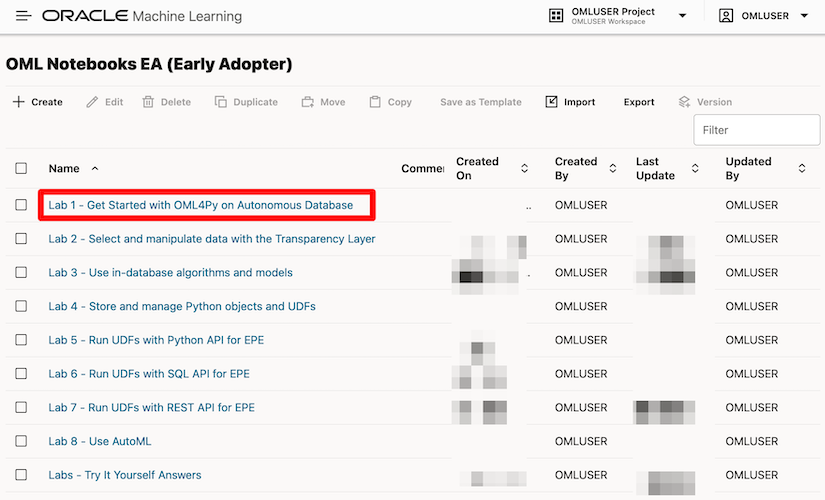 ORACLE Machine Learning
OMLUSER Project
OMLUSER Workspace
OMLUSER
OML Notebooks EA (Early Adopter)
Create Edit Delete Duplicate Move Copy Save as Template Import Export Version
Filter
Name Created On Created By Last Update Updated By
Lab 1 - Get Started with OML4Py on Autonomous Database .. OMLUSER OMLUSER
Lab 2 - Select and manipulate data with the Transparency Layer OMLUSER OMLUSER
Lab 3 - Use in-database algorithms and models OMLUSER OMLUSER
Lab 4 - Store and manage Python objects and UDFs OMLUSER OMLUSER
Lab 5 - Run UDFs with Python API for EPE OMLUSER OMLUSER
Lab 6 - Run UDFs with SQL API for EPE OMLUSER OMLUSER
Lab 7 - Run UDFs with REST API for EPE OMLUSER OMLUSER
Lab 8 - Use AutoML OMLUSER OMLUSER
Labs - Try It Yourself Answers OMLUSER OMLUSER